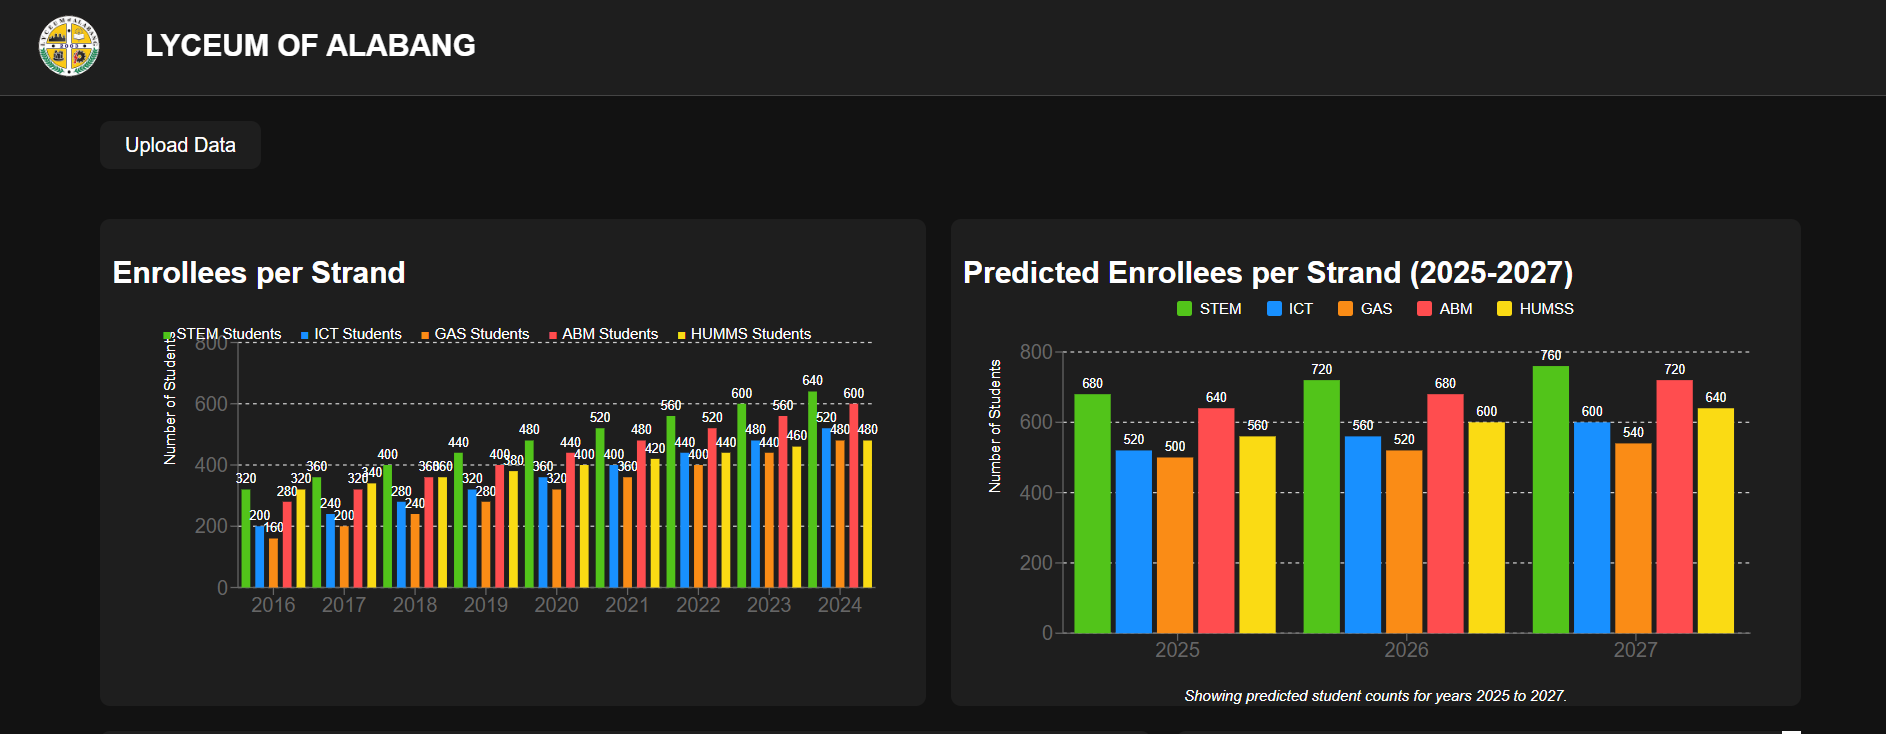 LYCEUM OF ALABANG
Upload Data
Enrollees per Strand
STEM Students ICT Students GAS Students ABM Students HUMMS Students
Number of Students
800
600
400
200
0
320 200 160 280 320
360 240 200 320 340
400 280 240 360 360
440 320 280 400 380
480 360 320 440 400
520 400 360 480 420
560 440 400 520 440
600 480 440 560 460
640 520 480 600 480
2016 2017 2018 2019 2020 2021 2022 2023 2024
Predicted Enrollees per Strand (2025-2027)
STEM ICT GAS ABM HUMSS
Number of Students
800
600
400
200
0
680 520 500 640 560
720 560 520 680 600
760 600 540 720 640
2025 2026 2027
Showing predicted student counts for years 2025 to 2027.